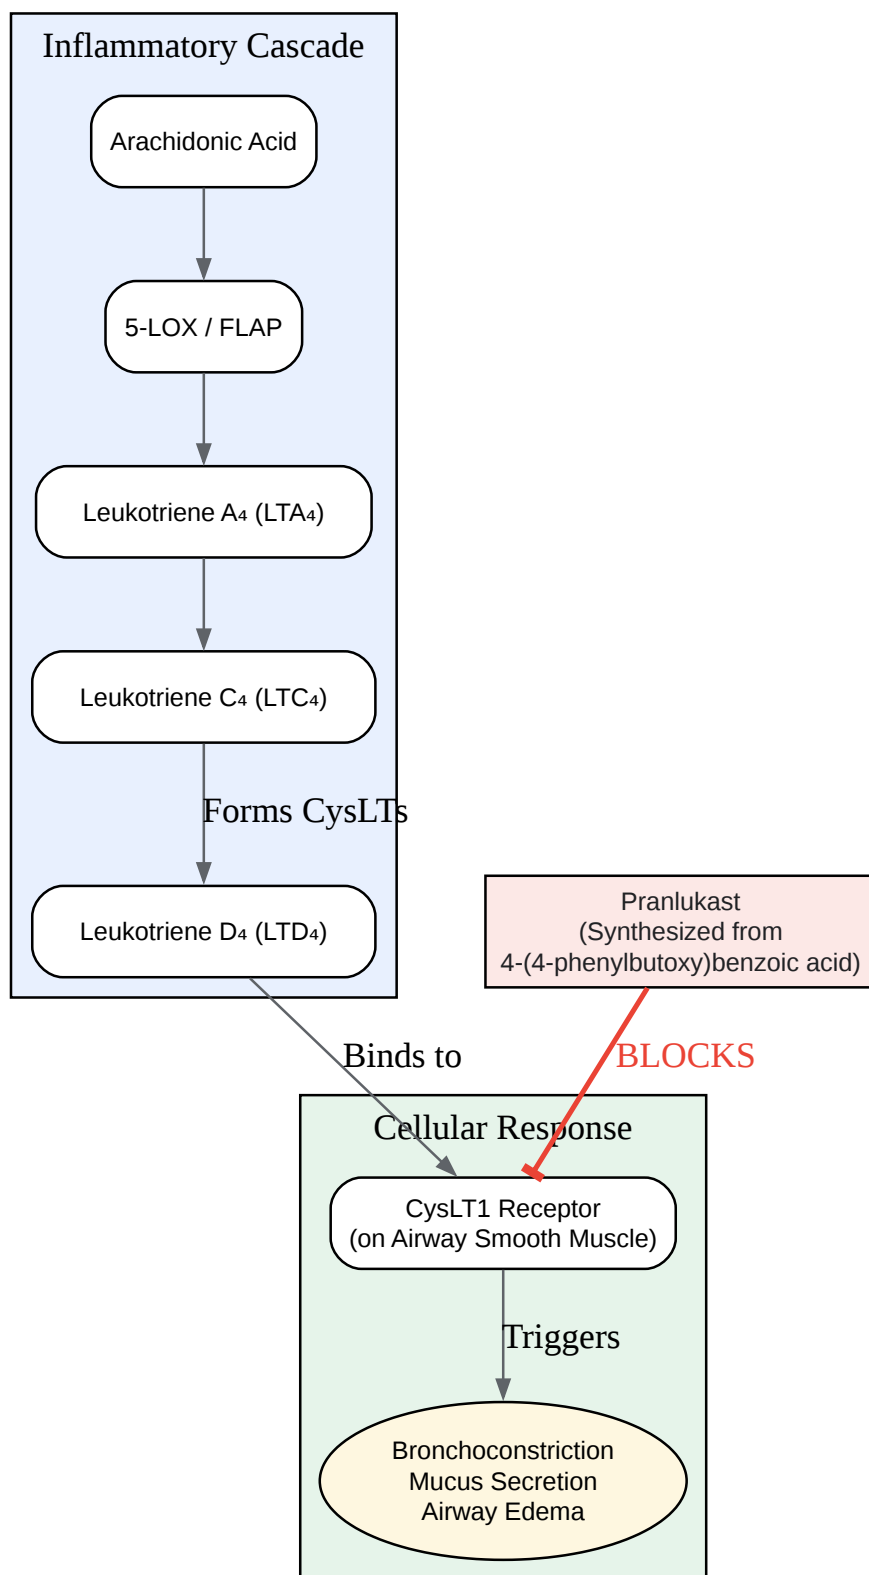 Inflammatory Cascade
Arachidonic Acid
5-LOX / FLAP
Leukotriene A₄ (LTA₄)
Leukotriene C₄ (LTC₄)
Forms CysLTs
Leukotriene D₄ (LTD₄)
Pranlukast
(Synthesized from
4-(4-phenylbutoxy)benzoic acid)
Binds to
BLOCKS
Cellular Response
CysLT1 Receptor
(on Airway Smooth Muscle)
Triggers
Bronchoconstriction
Mucus Secretion
Airway Edema